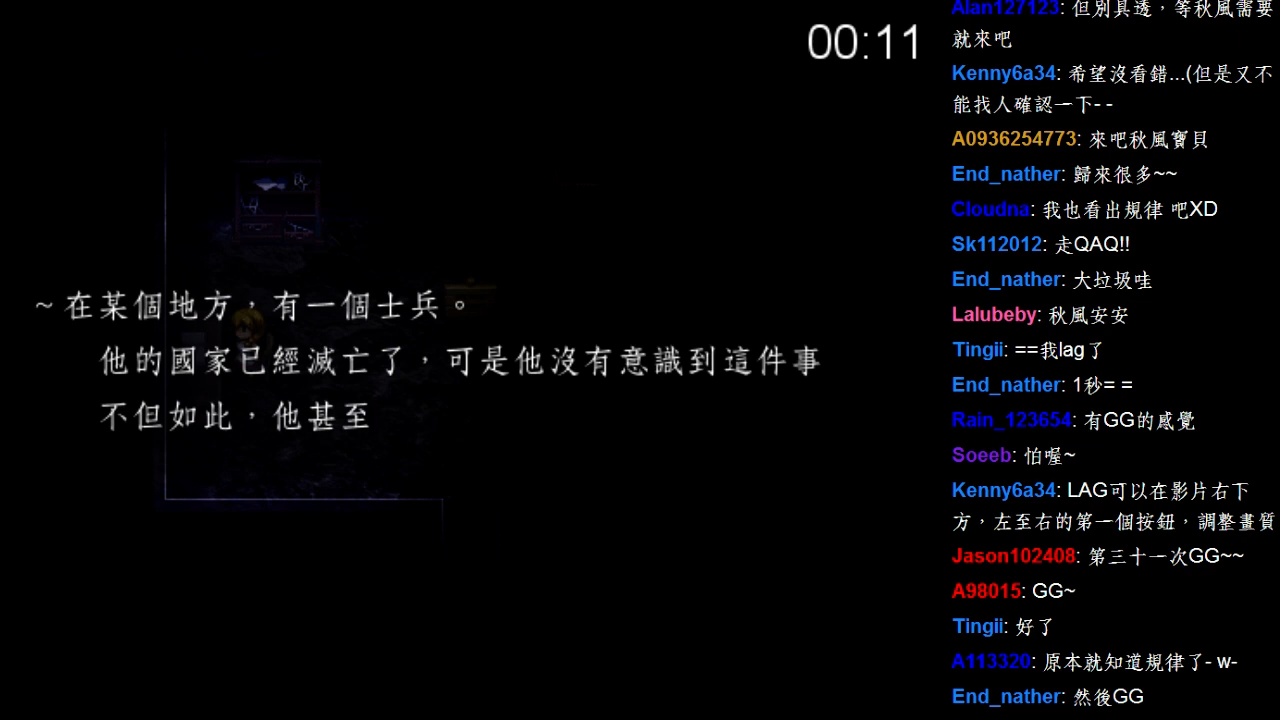 00:11
~在某個地方，有一個士兵。
他的國家已經滅亡了，可是他沒有意識到這件事
不但如此，他甚至
Alan127123: 但別具透，等秋風需要
就來吧
Kenny6a34: 希望沒看錯...(但是又不
能找人確認一下- -
A0936254773: 來吧秋風寶貝
End_nather: 歸來很多~~
Cloudna: 我也看出規律 吧XD
Sk112012: 走QAQ!!
End_nather: 大垃圾哇
Lalubeby: 秋風安安
Tingii: ==我lag了
End_nather: 1秒= =
Rain_123654: 有GG的感覺
Soeeb: 怕喔~
Kenny6a34: LAG可以在影片右下
方，左至右的第一個按鈕，調整畫質
Jason102408: 第三十一次GG~~
A98015: GG~
Tingii: 好了
A113320: 原本就知道規律了- w-
End_nather: 然後GG